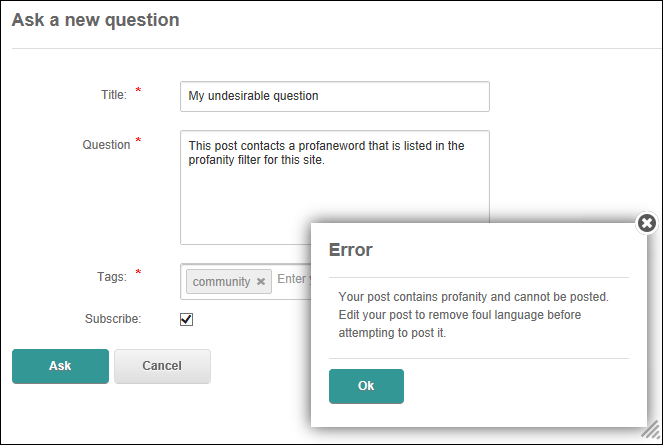 Ask a new question
Title: *
My undesirable question
Question *
This post contacts a profaneword that is listed in the
profanity filter for this site.
Tags: *
community ×
Enter
Subscribe:
Ask
Cancel
Error
Your post contains profanity and cannot be posted.
Edit your post to remove foul language before
attempting to post it.
Ok